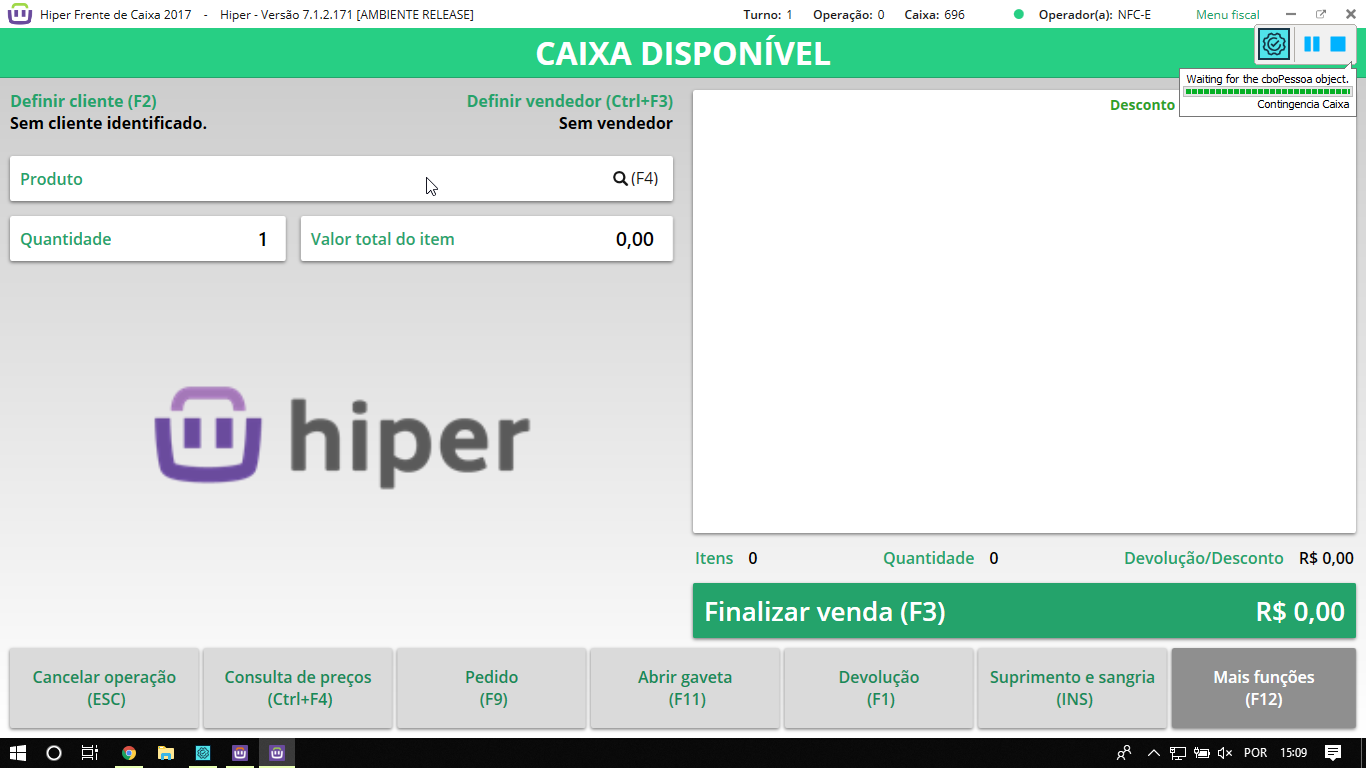 Hiper Frente de Caixa 2017 - Hiper - Versão 7.1.2.171 [AMBIENTE RELEASE]
Turno: 1 Operação: 0 Caixa: 696 Operador(a): NFC-E Menu fiscal
CAIXA DISPONÍVEL
Waiting for the cboPessoa object.
Contingencia Caixa
Definir cliente (F2)
Sem cliente identificado.
Definir vendedor (Ctrl+F3)
Sem vendedor
Desconto
Produto (F4)
Quantidade 1
Valor total do item 0,00
hiper
Itens 0 Quantidade 0 Devolução/Desconto R$ 0,00
Finalizar venda (F3) R$ 0,00
Cancelar operação
(ESC)
Consulta de preços
(Ctrl+F4)
Pedido
(F9)
Abrir gaveta
(F11)
Devolução
(F1)
Suprimento e sangria
(INS)
Mais funções
(F12)
POR 15:09